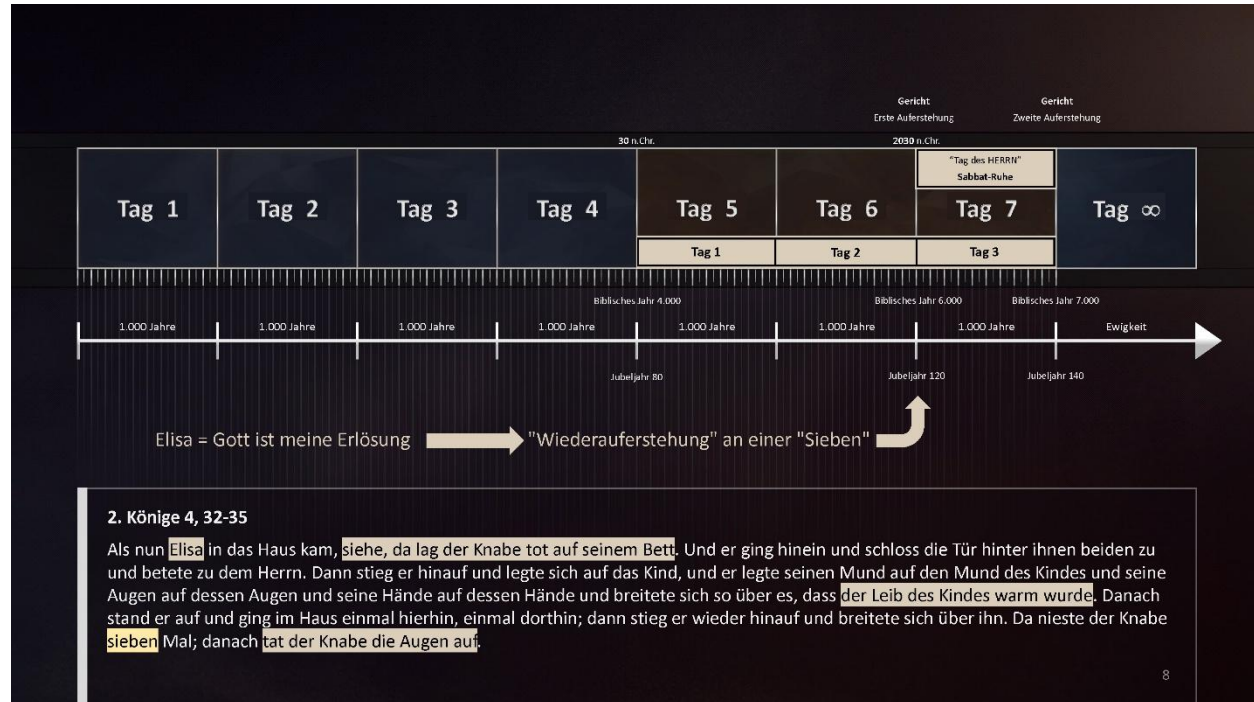 Gericht Gericht
Erste Auferstehung Zweite Auferstehung
30 n.Chr. 2030 n.Chr.
"Tag des HERRN"
Sabbat-Ruhe
Tag 1 Tag 2 Tag 3 Tag 4 Tag 5 Tag 6 Tag 7 Tag ∞
Tag 1 Tag 2 Tag 3
Biblisches Jahr 4.000 Biblisches Jahr 6.000 Biblisches Jahr 7.000
1.000 Jahre 1.000 Jahre 1.000 Jahre 1.000 Jahre 1.000 Jahre 1.000 Jahre 1.000 Jahre Ewigkeit
Jubeljahr 80 Jubeljahr 120 Jubeljahr 140
Elisa = Gott ist meine Erlösung "Wiederauferstehung" an einer "Sieben"
2. Könige 4, 32-35
Als nun Elisa in das Haus kam, siehe, da lag der Knabe tot auf seinem Bett. Und er ging hinein und schloss die Tür hinter ihnen beiden zu
und betete zu dem Herrn. Dann stieg er hinauf und legte sich auf das Kind, und er legte seinen Mund auf den Mund des Kindes und seine
Augen auf dessen Augen und seine Hände auf dessen Hände und breitete sich so über es, dass der Leib des Kindes warm wurde. Danach
stand er auf und ging im Haus einmal hierhin, einmal dorthin; dann stieg er wieder hinauf und breitete sich über ihn. Da nieste der Knabe
sieben Mal; danach tat der Knabe die Augen auf.
8